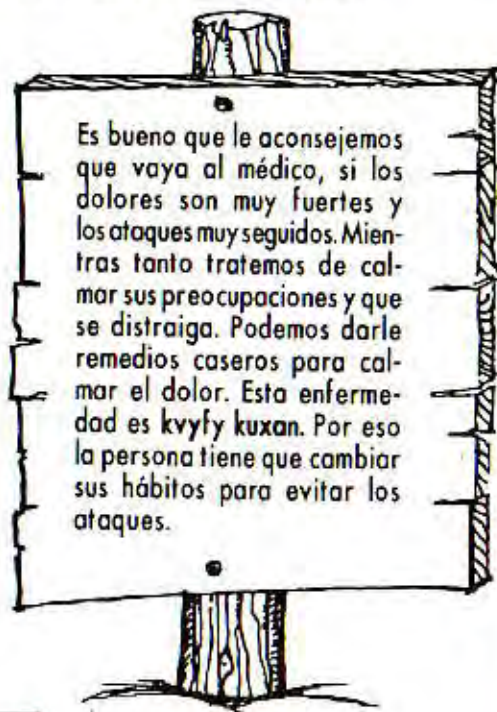 Es bueno que le aconsejemos
que vaya al médico, si los
dolores son muy fuertes y
los ataques muy seguidos. Mien-
tras tanto tratemos de cal-
mar sus preocupaciones y que
se distraiga. Podemos darle
remedios caseros para cal-
mar el dolor. Esta enferme-
dad es kvyfy kuxan. Por eso
la persona tiene que cambiar
sus hábitos para evitar los
ataques.